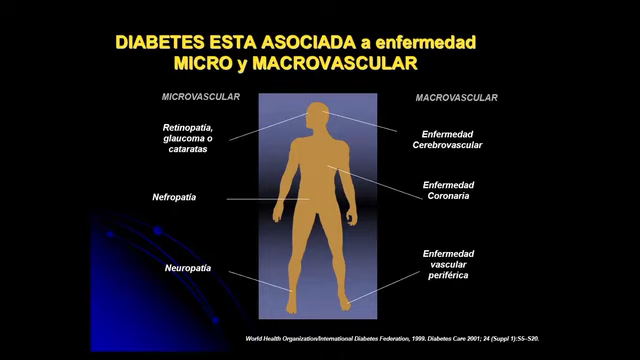 DIABETES ESTA ASOCIADA a enfermedad
MICRO y MACROVASCULAR
MICROVASCULAR
Retinopatía,
glaucoma o
cataratas
Nefropatía
Neuropatía
MACROVASCULAR
Enfermedad
Cerebrovascular
Enfermedad
Coronaria
Enfermedad
vascular
periférica
World Health Organization/International Diabetes Federation, 1999. Diabetes Care 2001; 24 (Suppl 1):S5–S20.